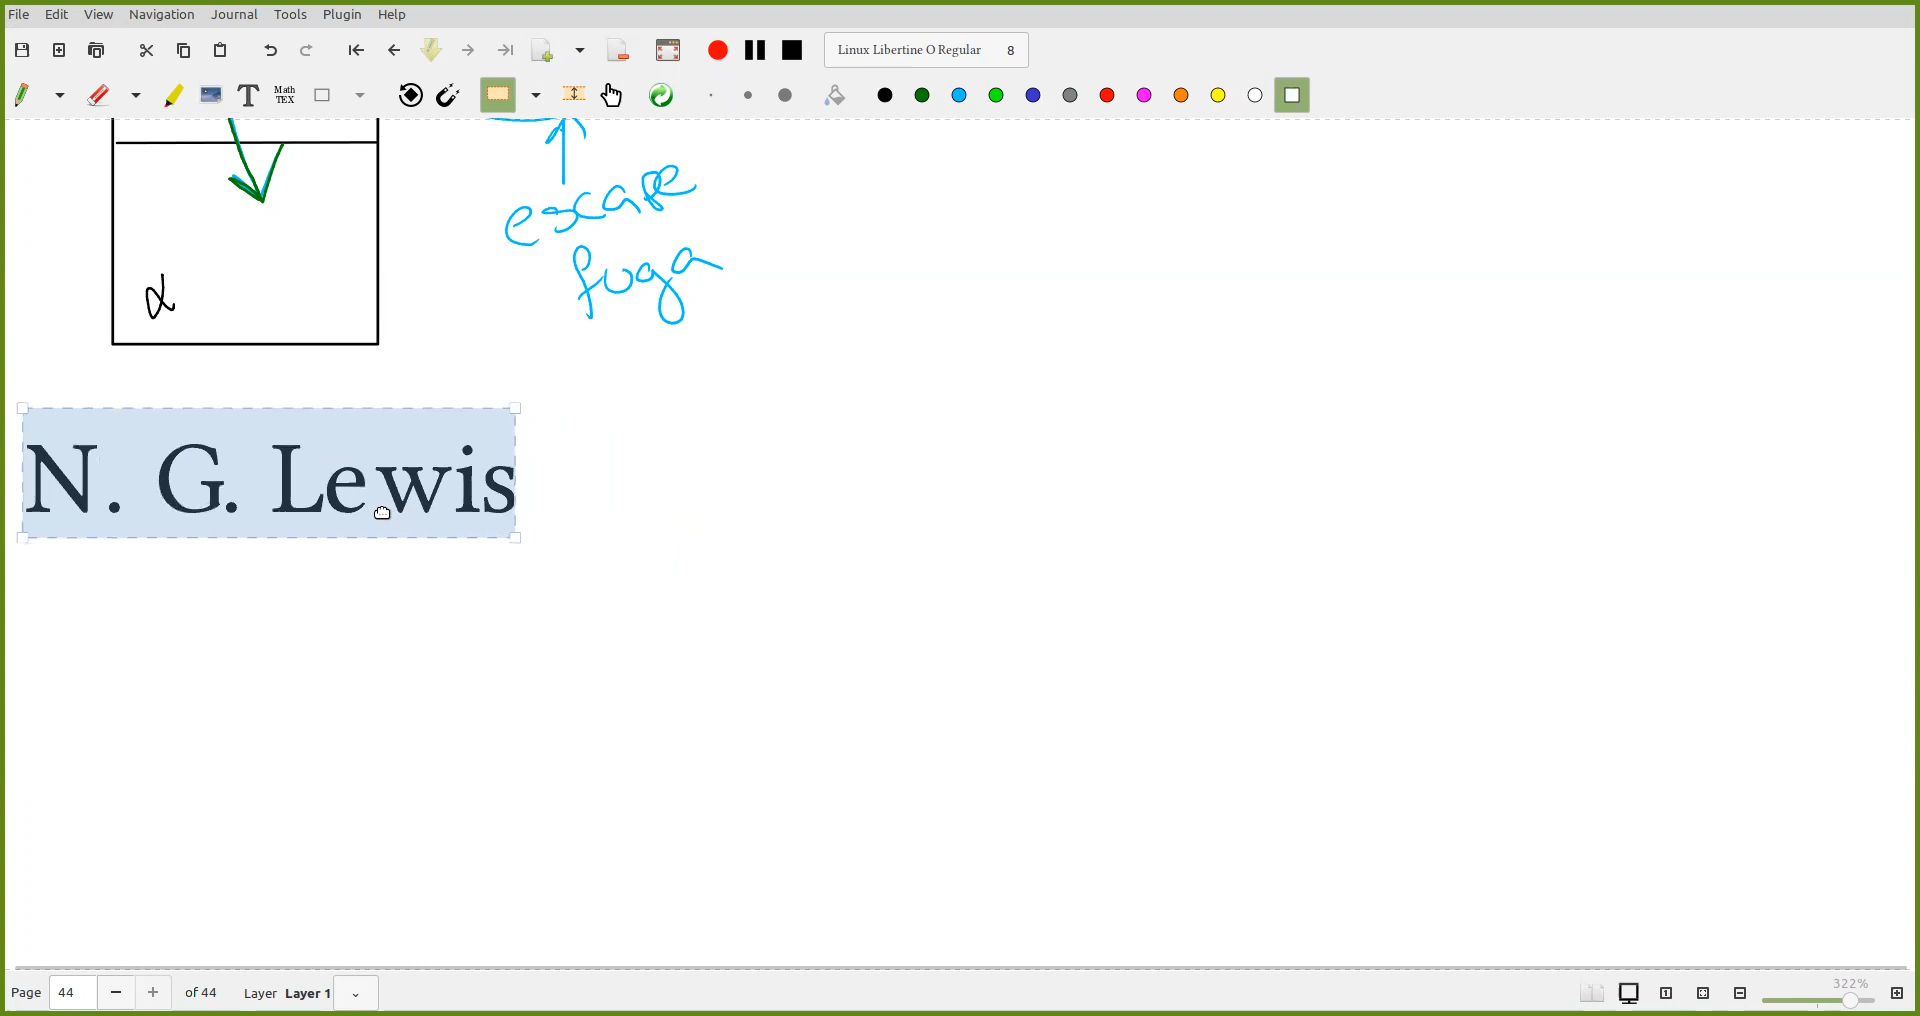 File Edit View Navigation Journal Tools Plugin Help
Linux Libertine O Regular 8
T Math TEX
α
escape
fuga
N. G. Lewis
Page 44 of 44 Layer Layer 1 322%